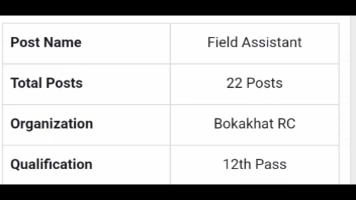 Post Name Field Assistant
Total Posts 22 Posts
Organization Bokakhat RC
Qualification 12th Pass